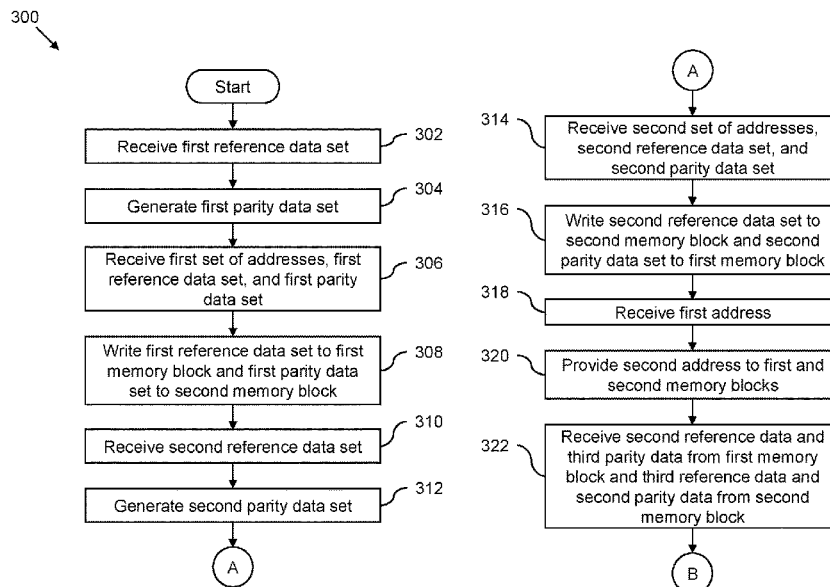 300
Start
Receive first reference data set
302
Generate first parity data set
304
Receive first set of addresses, first
reference data set, and first parity
data set
306
Write first reference data set to first
memory block and first parity data
set to second memory block
308
Receive second reference data set
310
Generate second parity data set
312
A
A
314
Receive second set of addresses,
second reference data set, and
second parity data set
316
Write second reference data set to
second memory block and second
parity data set to first memory block
318
Receive first address
320
Provide second address to first and
second memory blocks
322
Receive second reference data and
third parity data from first memory
block and third reference data and
second parity data from second
memory block
B